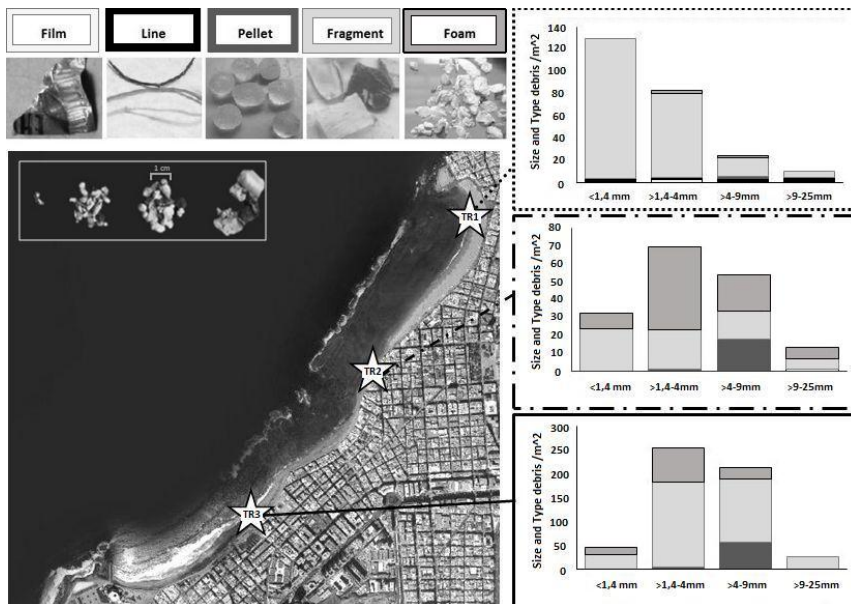 Film
Line
Pellet
Fragment
Foam
1 cm
TR1
TR2
TR3
Size and Type debris /m^2
140
120
100
80
60
40
20
0
<1,4 mm
>1,4-4mm
>4-9mm
>9-25mm
Size and Type debris /m^2
80
70
60
50
40
30
20
10
0
<1,4 mm
>1,4-4mm
>4-9mm
>9-25mm
Size and Type debris /m^2
300
250
200
150
100
50
0
<1,4 mm
>1,4-4mm
>4-9mm
>9-25mm